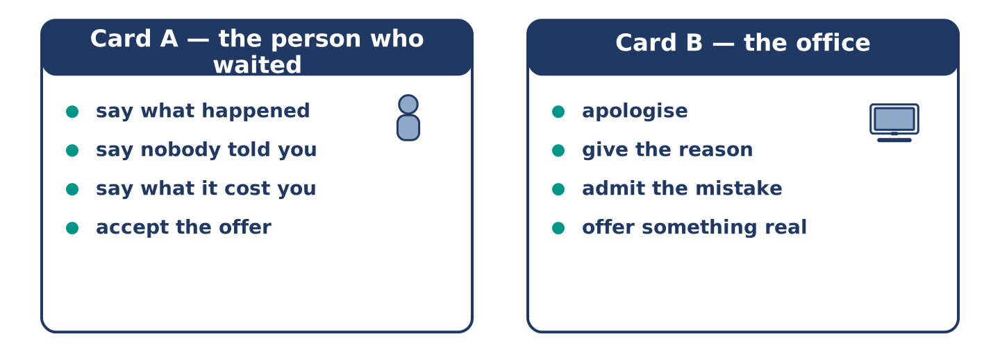 Card A — the person who
waited
say what happened
say nobody told you
say what it cost you
accept the offer
Card B — the office
apologise
give the reason
admit the mistake
offer something real